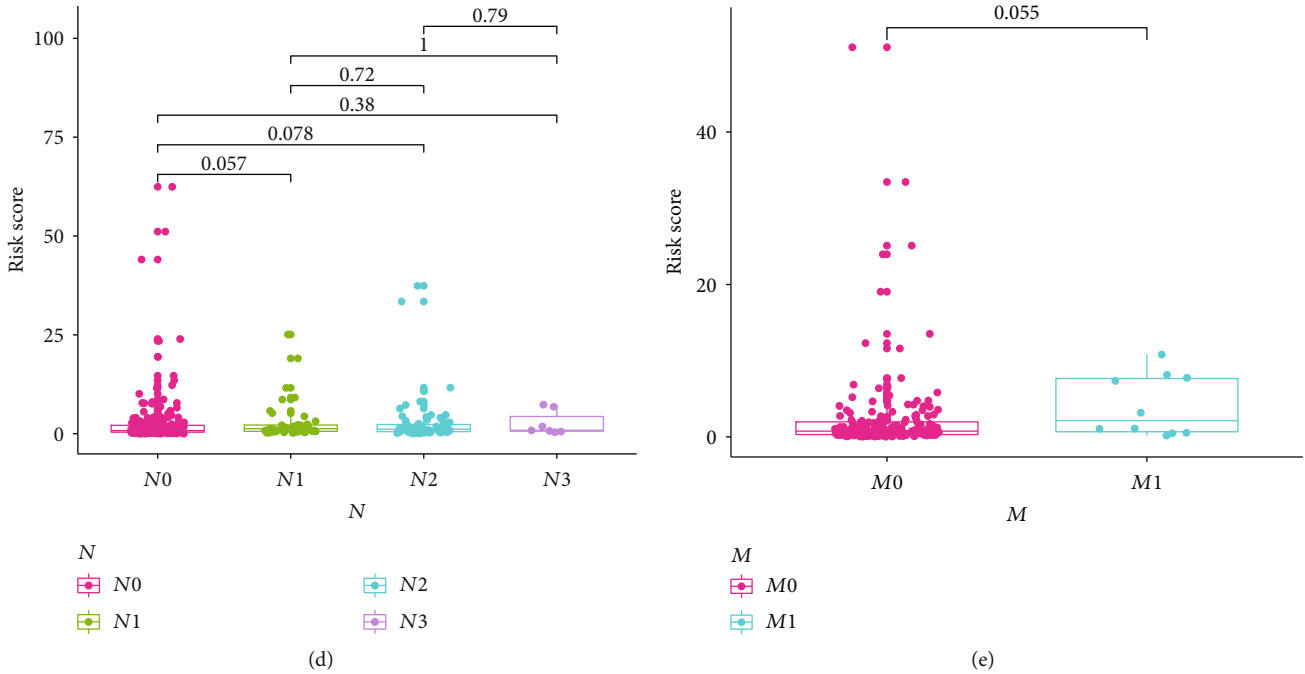 0.79
1
0.72
0.38
0.078
0.057
100
75
50
25
0
Risk score
N0 N1 N2 N3
N
N
N0 N2
N1 N3
(d)
0.055
40
20
0
Risk score
M0 M1
M
M
M0
M1
(e)